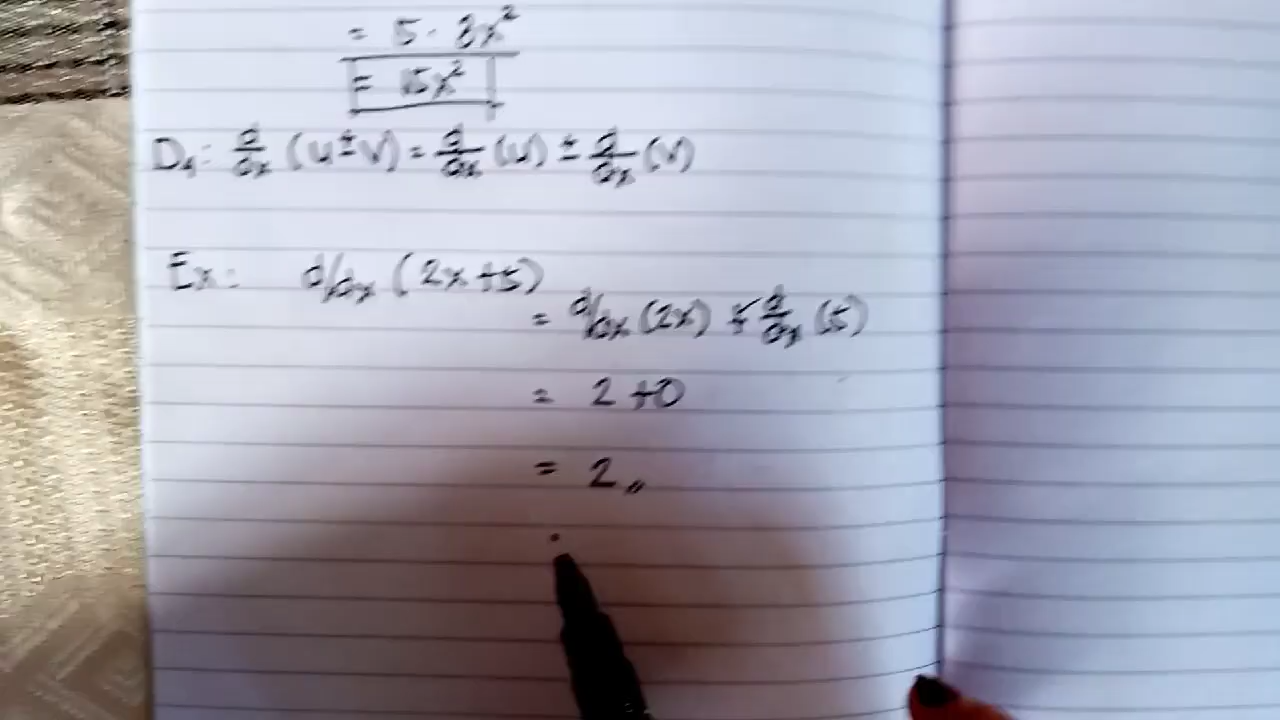 = 5 · 3x²
= 15x²
D₄: d/dx (u ± v) = d/dx (u) ± d/dx (v)
Ex: d/dx (2x+5)
= d/dx (2x) + d/dx (5)
= 2 + 0
= 2 〃